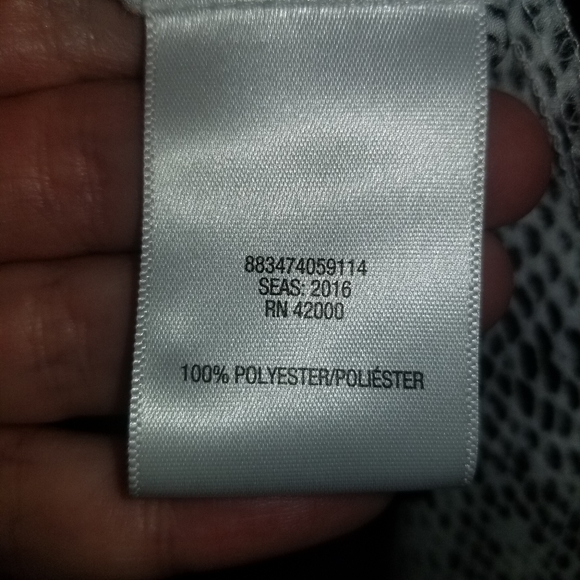 883474059114
SEAS: 2016
RN 42000
100% POLYESTER/POLIÉSTER